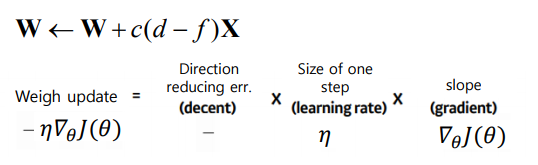 W ← W + c(d − f)X
Direction reducing err. (decent)
Size of one step (learning rate)
slope (gradient)
Weigh update = X X
− η∇θJ(θ) − η ∇θJ(θ)